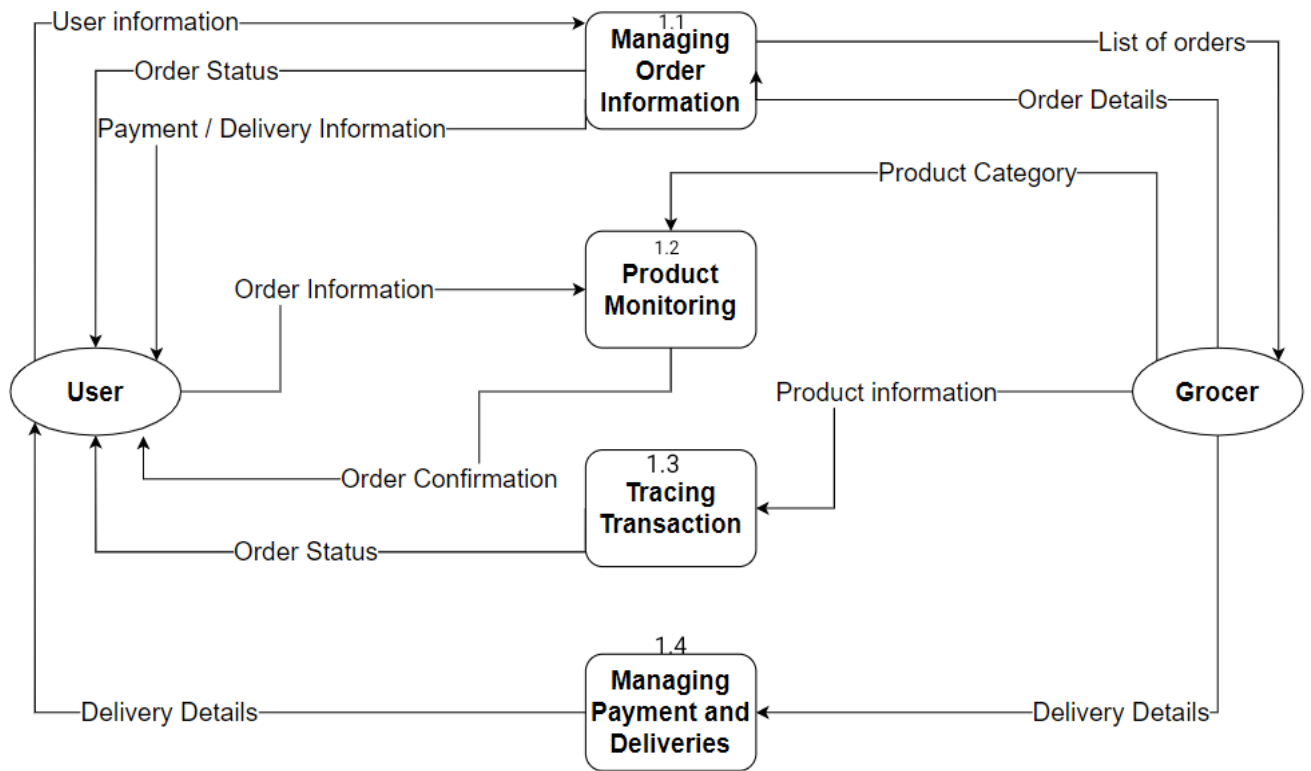 1.1
User information
Managing
Order
Information
List of orders
Order Status
Order Details
Payment / Delivery Information
Product Category
1.2
Product
Monitoring
Order Information
User
Product information
Grocer
Order Confirmation
1.3
Tracing
Transaction
Order Status
1.4
Managing
Payment and
Deliveries
Delivery Details
Delivery Details